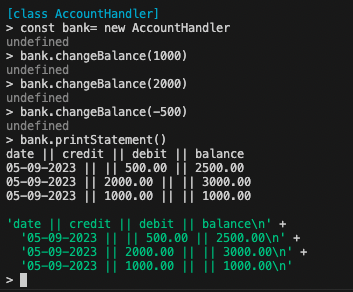 [class AccountHandler]
> const bank= new AccountHandler
undefined
> bank.changeBalance(1000)
undefined
> bank.changeBalance(2000)
undefined
> bank.changeBalance(-500)
undefined
> bank.printStatement()
date || credit || debit || balance
05-09-2023 || || 500.00 || 2500.00
05-09-2023 || 2000.00 || || 3000.00
05-09-2023 || 1000.00 || || 1000.00

'date || credit || debit || balance\n' +
  '05-09-2023 || || 500.00 || 2500.00\n' +
  '05-09-2023 || 2000.00 || || 3000.00\n' +
  '05-09-2023 || 1000.00 || || 1000.00\n'
>